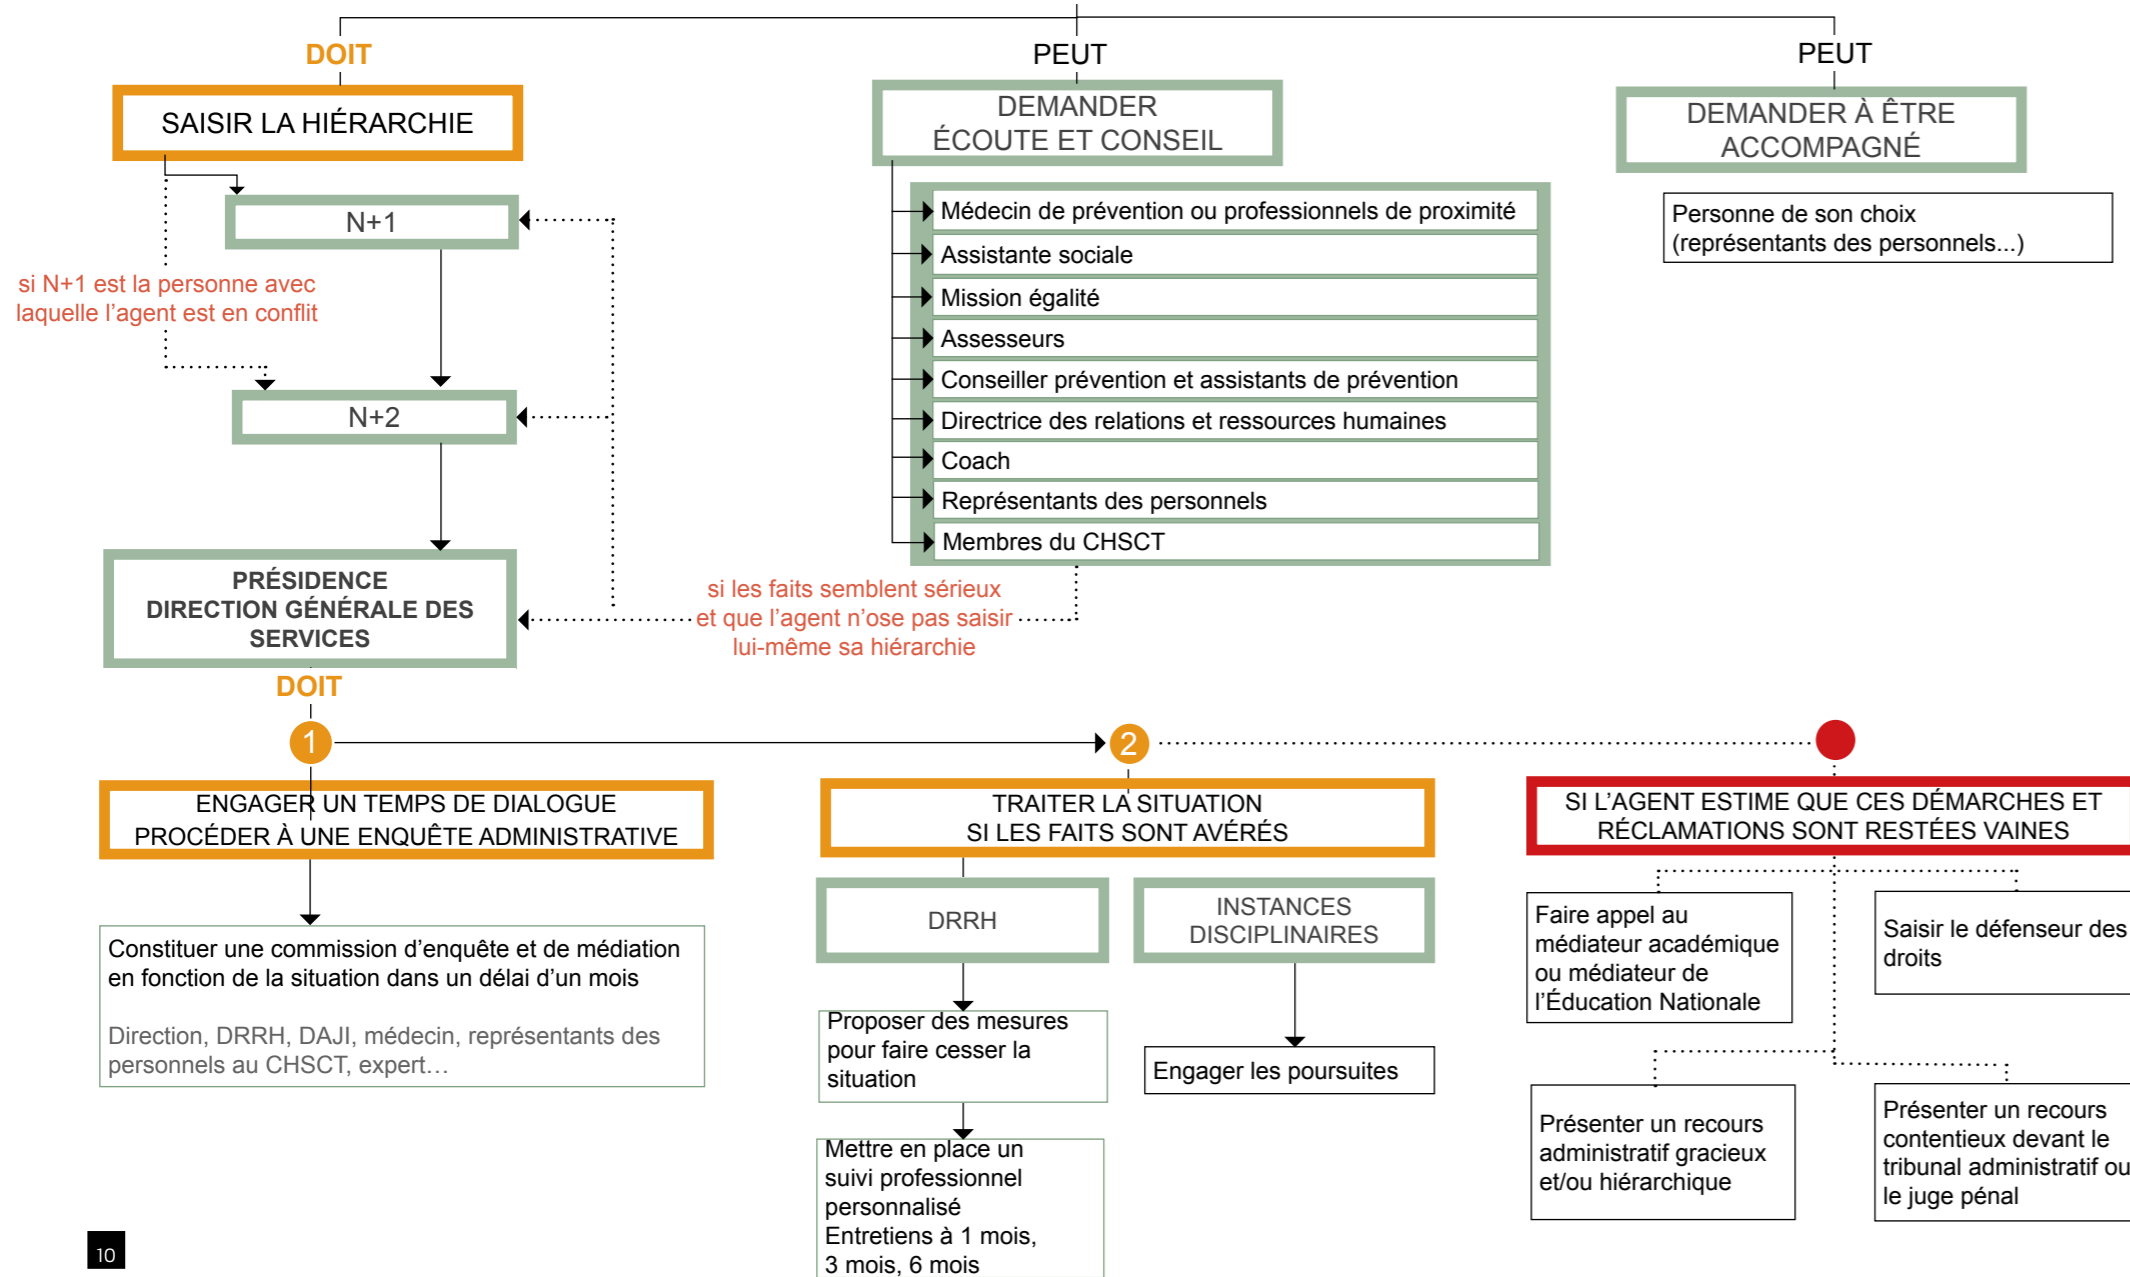 DOIT
SAISIR LA HIÉRARCHIE
N+1
si N+1 est la personne avec
laquelle l’agent est en conflit
N+2
PRÉSIDENCE
DIRECTION GÉNÉRALE DES
SERVICES
PEUT
DEMANDER
ÉCOUTE ET CONSEIL
Médecin de prévention ou professionnels de proximité
Assistante sociale
Mission égalité
Assesseurs
Conseiller prévention et assistants de prévention
Directrice des relations et ressources humaines
Coach
Représentants des personnels
Membres du CHSCT
si les faits semblent sérieux
et que l’agent n’ose pas saisir
lui-même sa hiérarchie
PEUT
DEMANDER À ÊTRE
ACCOMPAGNÉ
Personne de son choix
(représentants des personnels...)
DOIT
1
ENGAGER UN TEMPS DE DIALOGUE
PROCÉDER À UNE ENQUÊTE ADMINISTRATIVE
Constituer une commission d’enquête et de médiation
en fonction de la situation dans un délai d’un mois
Direction, DRRH, DAJI, médecin, représentants des
personnels au CHSCT, expert…
2
TRAITER LA SITUATION
SI LES FAITS SONT AVÉRÉS
DRRH
Proposer des mesures
pour faire cesser la
situation
Mettre en place un
suivi professionnel
personnalisé
Entretiens à 1 mois,
3 mois, 6 mois
INSTANCES
DISCIPLINAIRES
Engager les poursuites
SI L’AGENT ESTIME QUE CES DÉMARCHES ET
RÉCLAMATIONS SONT RESTÉES VAINES
Faire appel au
médiateur académique
ou médiateur de
l’Éducation Nationale
Saisir le défenseur des
droits
Présenter un recours
administratif gracieux
et/ou hiérarchique
Présenter un recours
contentieux devant le
tribunal administratif ou
le juge pénal
10